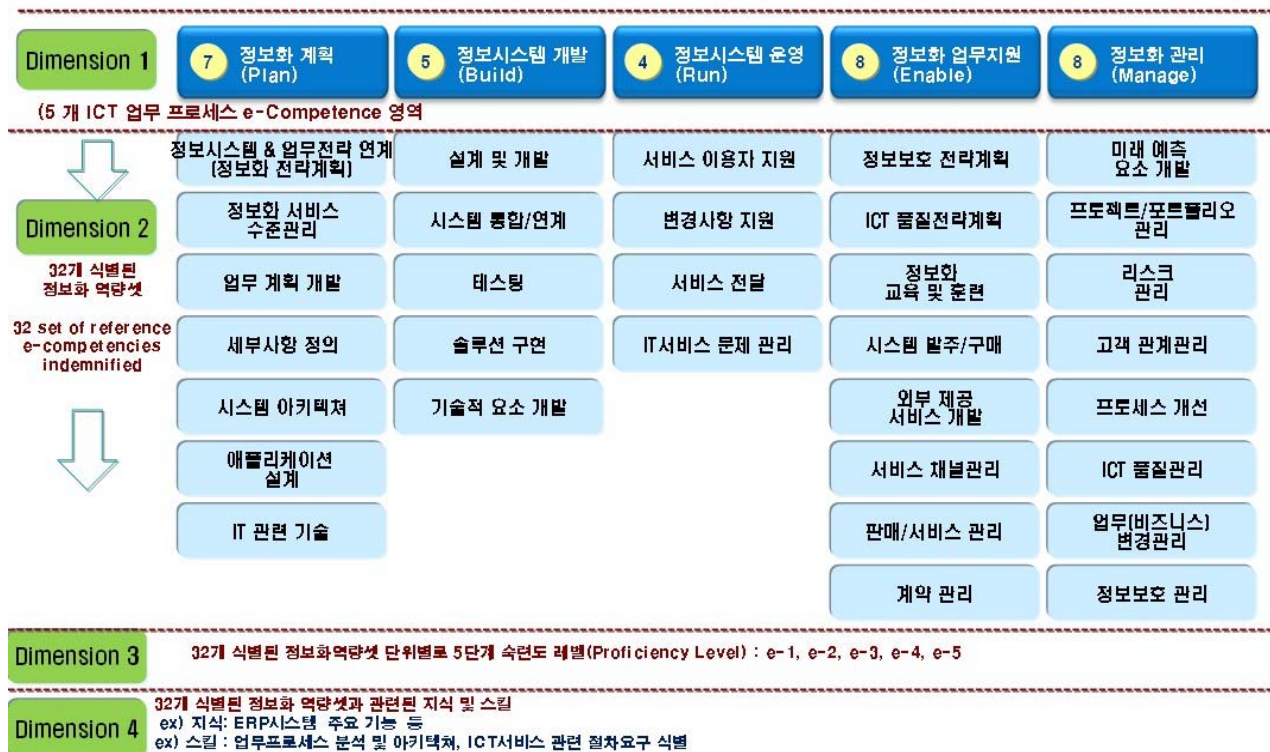 Dimension 1
7 정보화 계획
(Plan)
5 정보시스템 개발
(Build)
4 정보시스템 운영
(Run)
8 정보화 업무지원
(Enable)
8 정보화 관리
(Manage)
(5 개 ICT 업무 프로세스 e-Competence 영역
Dimension 2
32개 식별된
정보화 역량셋
32 set of reference
e-competencies
indemnified
정보시스템 & 업무전략 연계
(정보화 전략계획)
정보화 서비스
수준관리
업무 계획 개발
세부사항 정의
시스템 아키텍쳐
애플리케이션
설계
IT 관련 기술
설계 및 개발
시스템 통합/연계
테스팅
솔루션 구현
기술적 요소 개발
서비스 이용자 지원
변경사항 지원
서비스 전달
IT서비스 문제 관리
정보보호 전략계획
ICT 품질전략계획
정보화
교육 및 훈련
시스템 발주/구매
외부 제공
서비스 개발
서비스 채널관리
판매/서비스 관리
계약 관리
미래 예측
요소 개발
프로젝트/포트폴리오
관리
리스크
관리
고객 관계관리
프로세스 개선
ICT 품질관리
업무(비즈니스)
변경관리
정보보호 관리
Dimension 3
32개 식별된 정보화역량셋 단위별로 5단계 숙련도 레벨(Proficiency Level) : e-1, e-2, e-3, e-4, e-5
Dimension 4
32개 식별된 정보화 역량셋과 관련된 지식 및 스킬
ex) 지식: ERP시스템 주요 기능 등
ex) 스킬 : 업무프로세스 분석 및 아키텍쳐, ICT서비스 관련 절차요구 식별